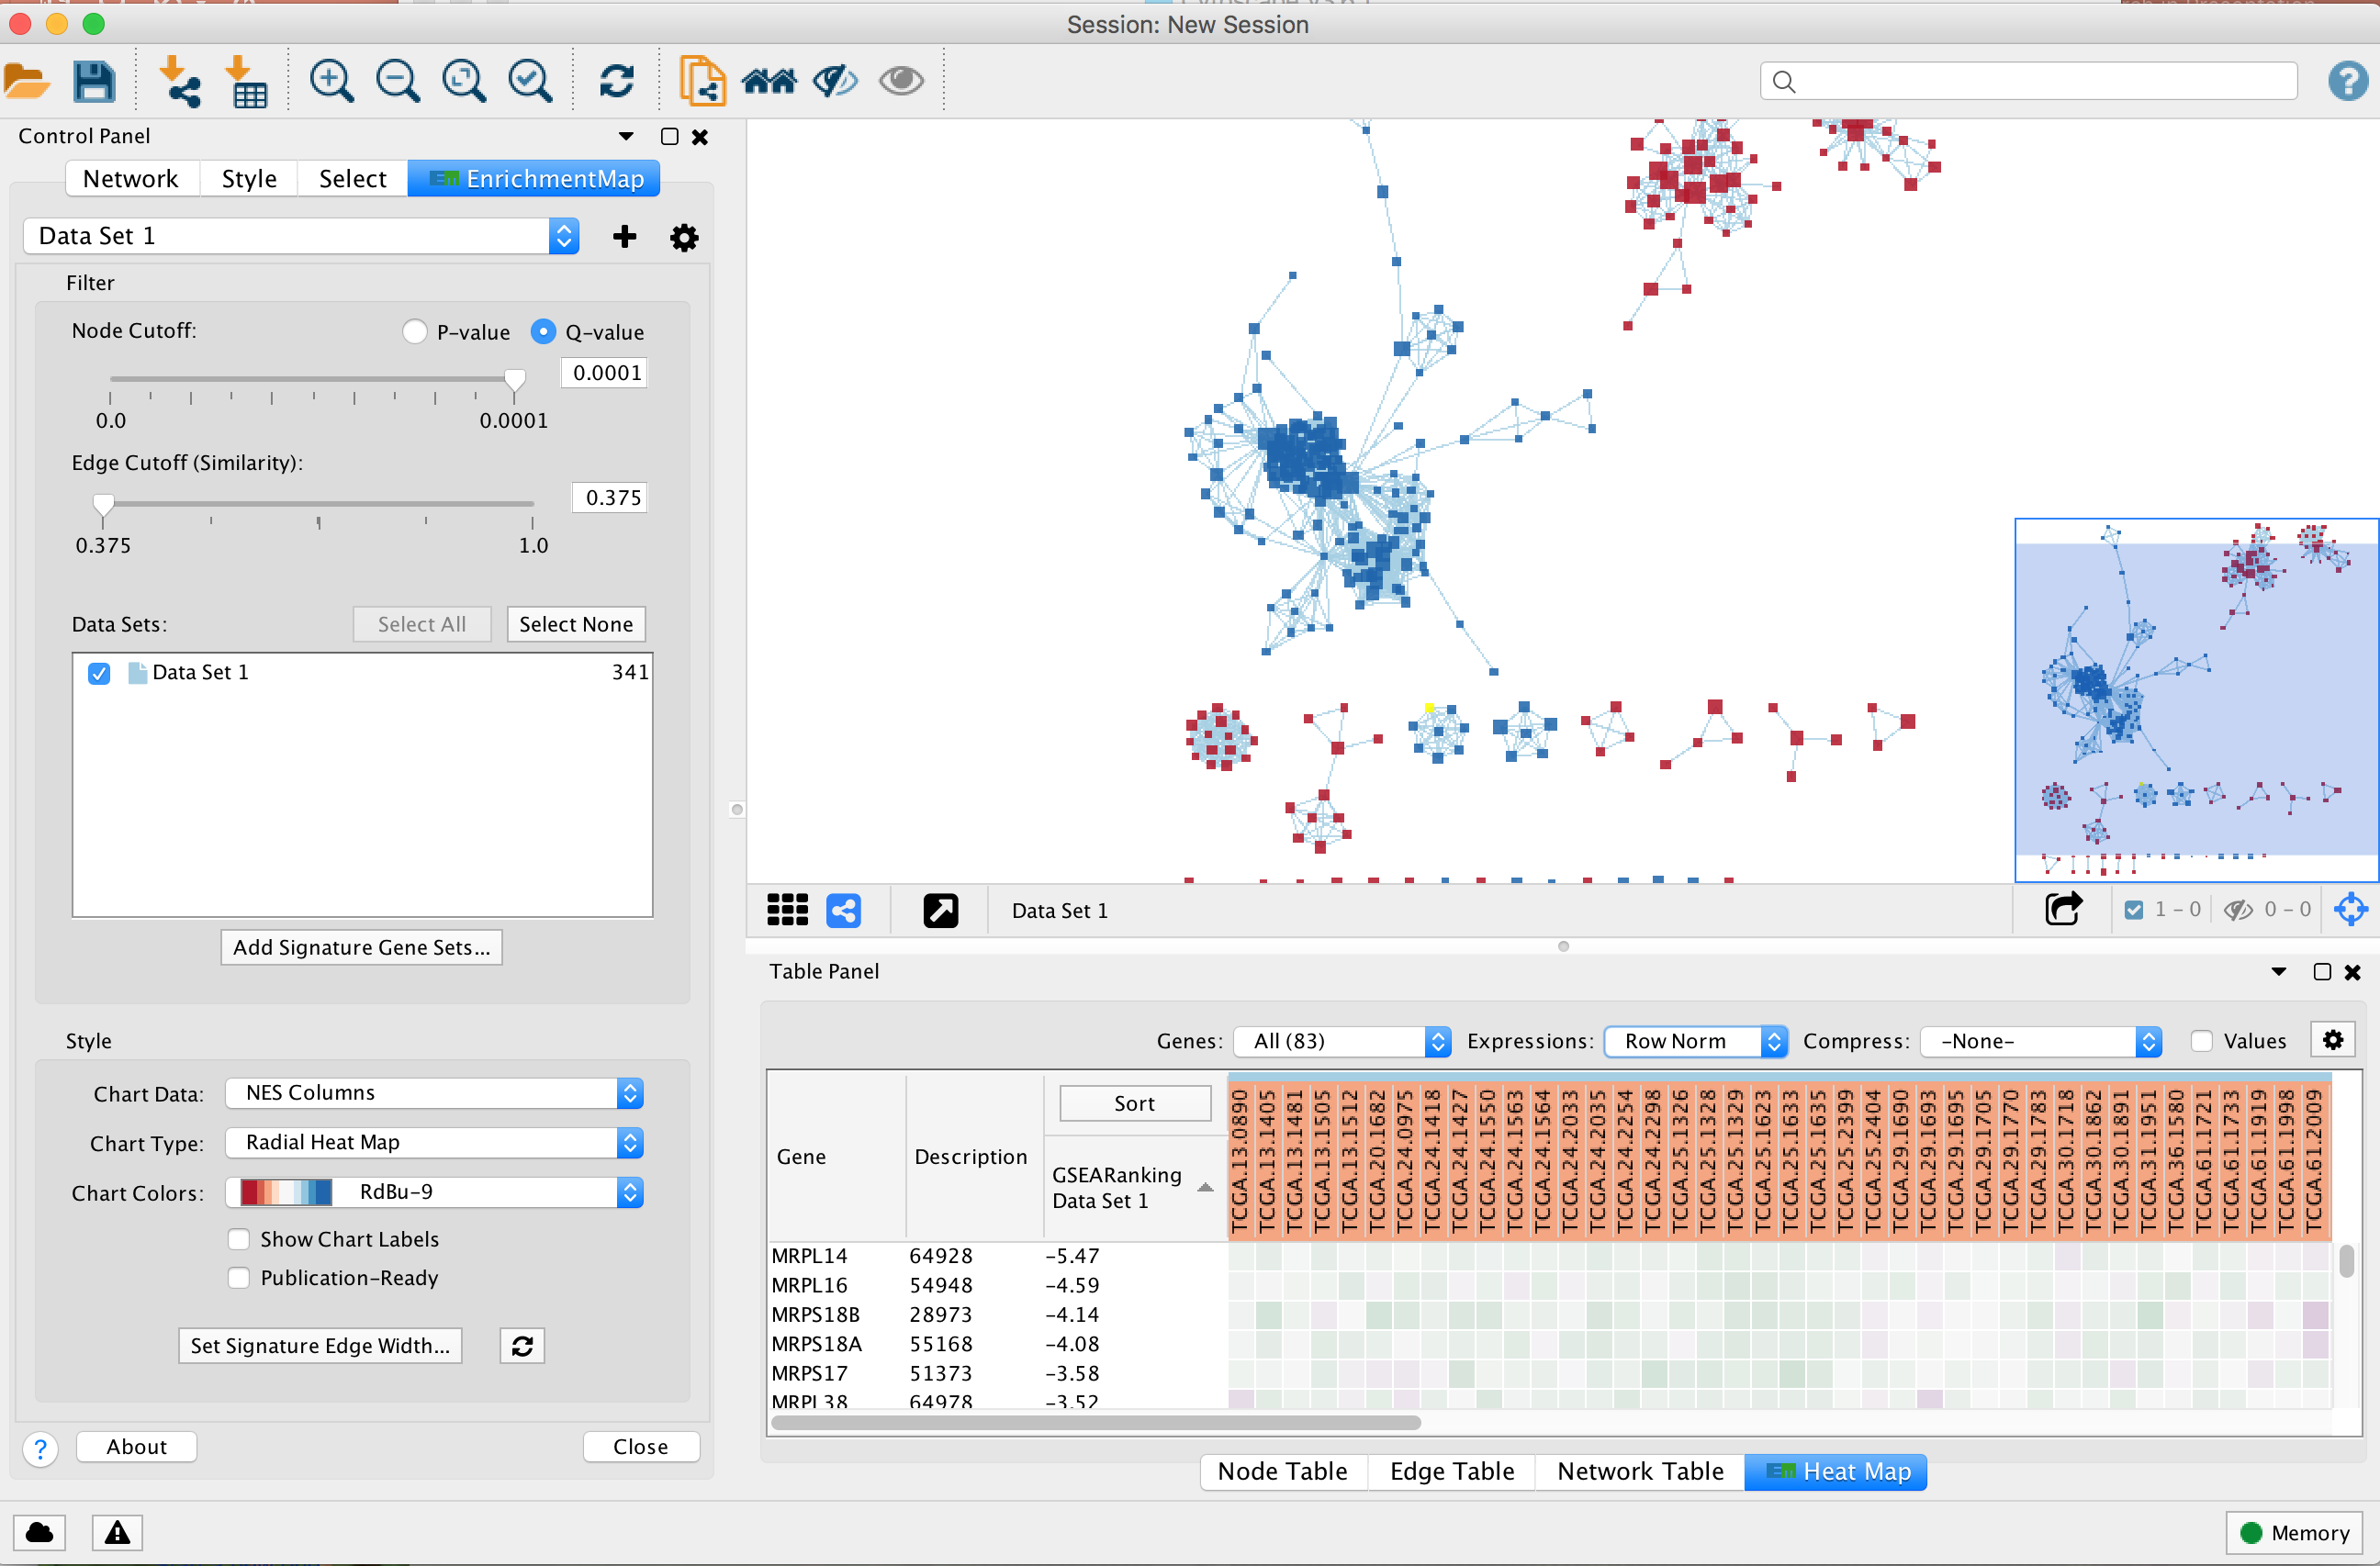 Session: New Session
Control Panel
Network Style Select EnrichmentMap
Data Set 1
Filter
Node Cutoff: P-value Q-value
0.0001
0.0 0.0001
Edge Cutoff (Similarity):
0.375
0.375 1.0
Data Sets: Select All Select None
Data Set 1 341
Add Signature Gene Sets...
Style
Chart Data: NES Columns
Chart Type: Radial Heat Map
Chart Colors: RdBu-9
Show Chart Labels
Publication-Ready
Set Signature Edge Width...
? About Close
Data Set 1
1 - 0 0 - 0
Table Panel
Genes: All (83) Expressions: Row Norm Compress: -None- Values
Gene Description Sort
GSEARanking
Data Set 1
TCGA.13.0890
TCGA.13.1405
TCGA.13.1481
TCGA.13.1505
TCGA.13.1512
TCGA.20.1682
TCGA.24.0975
TCGA.24.1418
TCGA.24.1427
TCGA.24.1550
TCGA.24.1563
TCGA.24.1564
TCGA.24.2033
TCGA.24.2035
TCGA.24.2254
TCGA.24.2298
TCGA.25.1326
TCGA.25.1328
TCGA.25.1329
TCGA.25.1623
TCGA.25.1633
TCGA.25.1635
TCGA.25.2399
TCGA.25.2404
TCGA.29.1690
TCGA.29.1693
TCGA.29.1695
TCGA.29.1705
TCGA.29.1770
TCGA.29.1783
TCGA.30.1718
TCGA.30.1862
TCGA.30.1891
TCGA.31.1951
TCGA.36.1580
TCGA.61.1721
TCGA.61.1733
TCGA.61.1919
TCGA.61.1998
TCGA.61.2009
MRPL14 64928 -5.47
MRPL16 54948 -4.59
MRPS18B 28973 -4.14
MRPS18A 55168 -4.08
MRPS17 51373 -3.58
MRPL38 64978 -3.52
Node Table Edge Table Network Table Heat Map
Memory